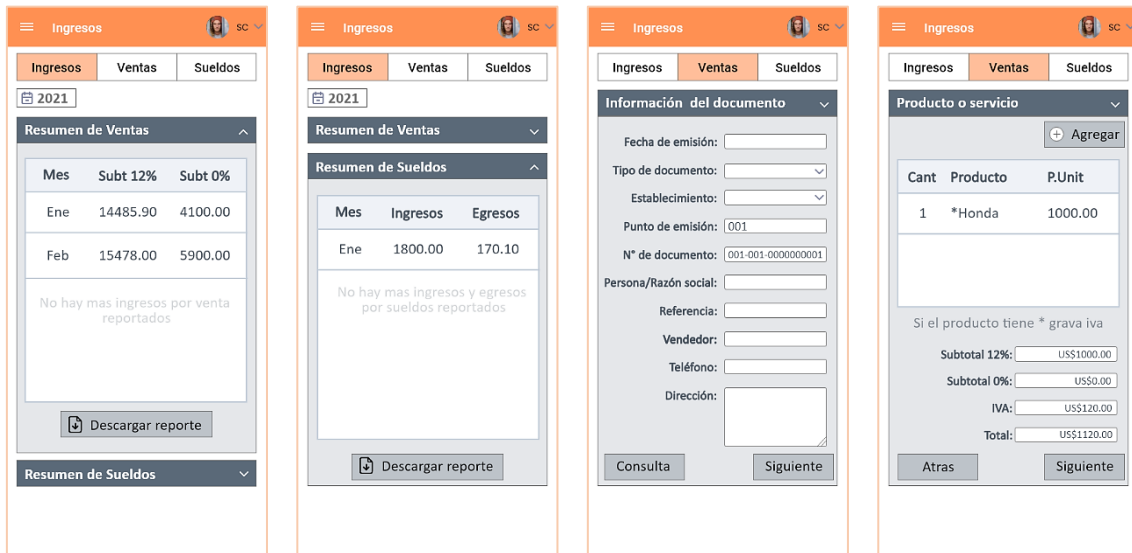 Ingresos SC
Ingresos Ventas Sueldos
2021
Resumen de Ventas
Mes Subt 12% Subt 0%
Ene 14485.90 4100.00
Feb 15478.00 5900.00
No hay mas ingresos por venta
reportados
Descargar reporte
Resumen de Sueldos
Ingresos SC
Ingresos Ventas Sueldos
2021
Resumen de Ventas
Resumen de Sueldos
Mes Ingresos Egresos
Ene 1800.00 170.10
No hay mas ingresos y egresos
por sueldos reportados
Descargar reporte
Ingresos SC
Ingresos Ventas Sueldos
Información del documento
Fecha de emisión:
Tipo de documento:
Establecimiento:
Punto de emisión: 001
N° de documento: 001-001-0000000001
Persona/Razón social:
Referencia:
Vendedor:
Teléfono:
Dirección:
Consulta Siguiente
Ingresos SC
Ingresos Ventas Sueldos
Producto o servicio
Agregar
Cant Producto P.Unit
1 *Honda 1000.00
Si el producto tiene * grava iva
Subtotal 12%: US$1000.00
Subtotal 0%: US$0.00
IVA: US$120.00
Total: US$1120.00
Atras Siguiente